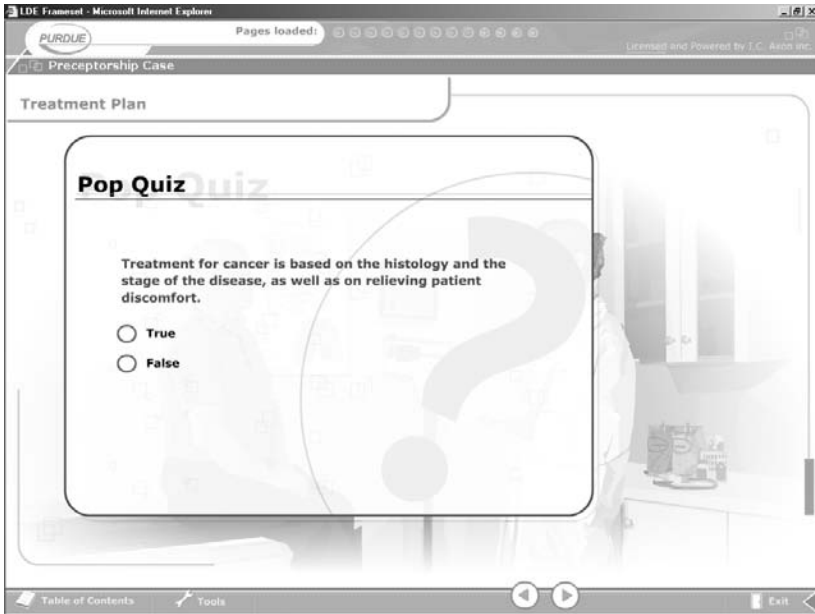 LDE Frameset - Microsoft Internet Explorer
PURDUE
Pages loaded:
Licensed and Powered by I.C. Axon Inc.
Preceptorship Case
Treatment Plan
Pop Quiz
Treatment for cancer is based on the histology and the
stage of the disease, as well as on relieving patient
discomfort.
True
False
Table of Contents
Tools
Exit